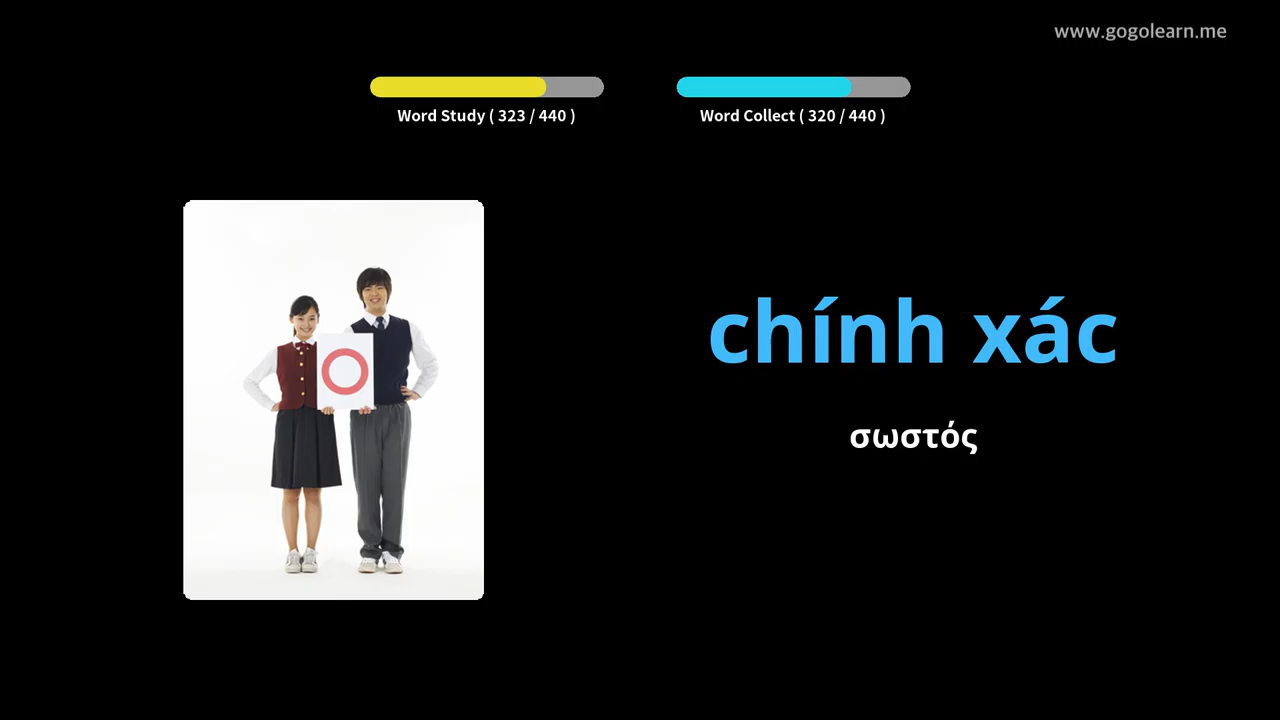 www.gogolearn.me
Word Study ( 323 / 440 )
Word Collect ( 320 / 440 )
chính xác
σωστός